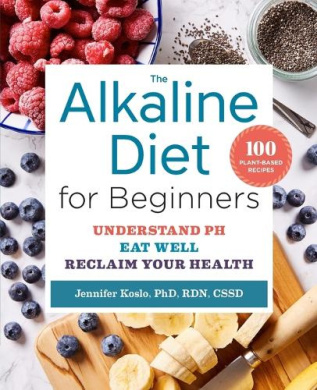 The
Alkaline
Diet
for Beginners
100
PLANT-BASED
RECIPES
UNDERSTAND PH
EAT WELL
RECLAIM YOUR HEALTH
Jennifer Koslo, PhD, RDN, CSSD